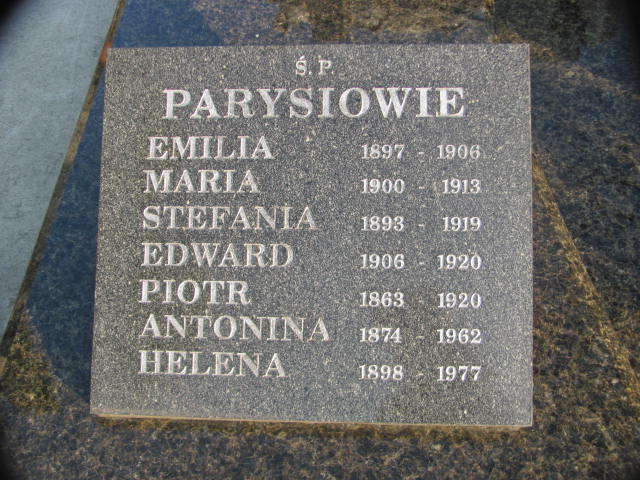 Ś. P.
PARYSIOWIE
EMILIA 1897 - 1906
MARIA 1900 - 1913
STEFANIA 1893 - 1919
EDWARD 1906 - 1920
PIOTR 1863 - 1920
ANTONINA 1874 - 1962
HELENA 1898 - 1977